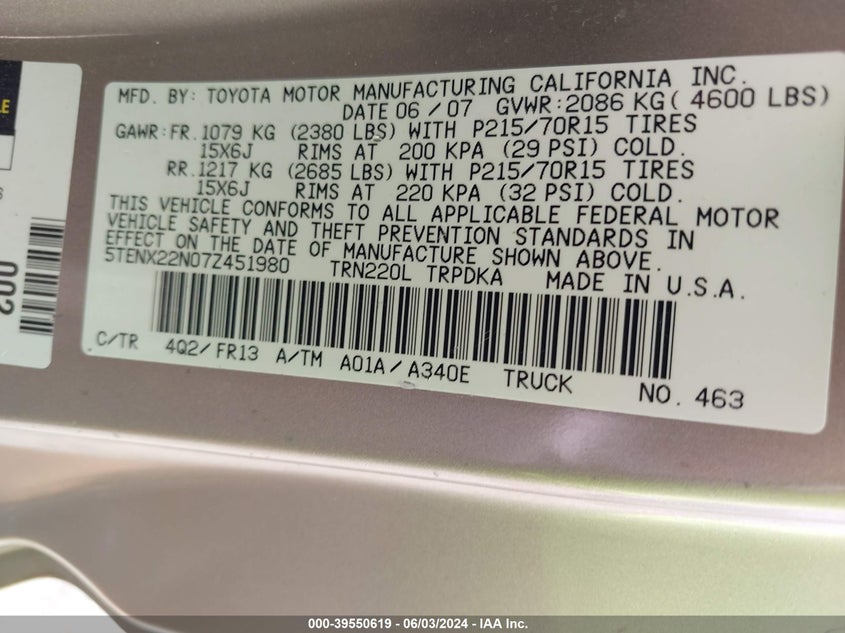 MFD. BY: TOYOTA MOTOR MANUFACTURING CALIFORNIA INC.
DATE 06 / 07 GVWR: 2086 KG ( 4600 LBS)
GAWR: FR. 1079 KG (2380 LBS) WITH P215/70R15 TIRES
15X6J RIMS AT 200 KPA (29 PSI) COLD.
RR. 1217 KG (2685 LBS) WITH P215/70R15 TIRES
15X6J RIMS AT 220 KPA (32 PSI) COLD.
THIS VEHICLE CONFORMS TO ALL APPLICABLE FEDERAL MOTOR
VEHICLE SAFETY AND THEFT PREVENTION STANDARDS IN
EFFECT ON THE DATE OF MANUFACTURE SHOWN ABOVE.
5TENX22N07Z451980 TRN220L TRPDKA MADE IN U.S.A.
C/TR 4Q2/FR13 A/TM A01A/A340E TRUCK NO. 463
002
000-39550619 - 06/03/2024 - IAA Inc.